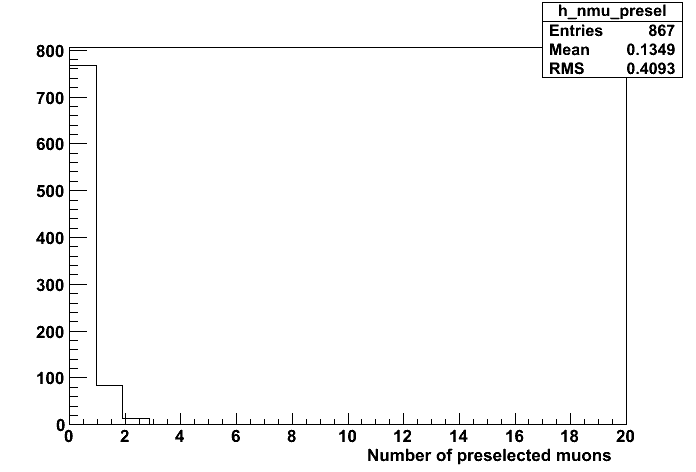 h_nmu_presel
Entries 867
Mean 0.1349
RMS 0.4093
800
700
600
500
400
300
200
100
0
0 2 4 6 8 10 12 14 16 18 20
Number of preselected muons